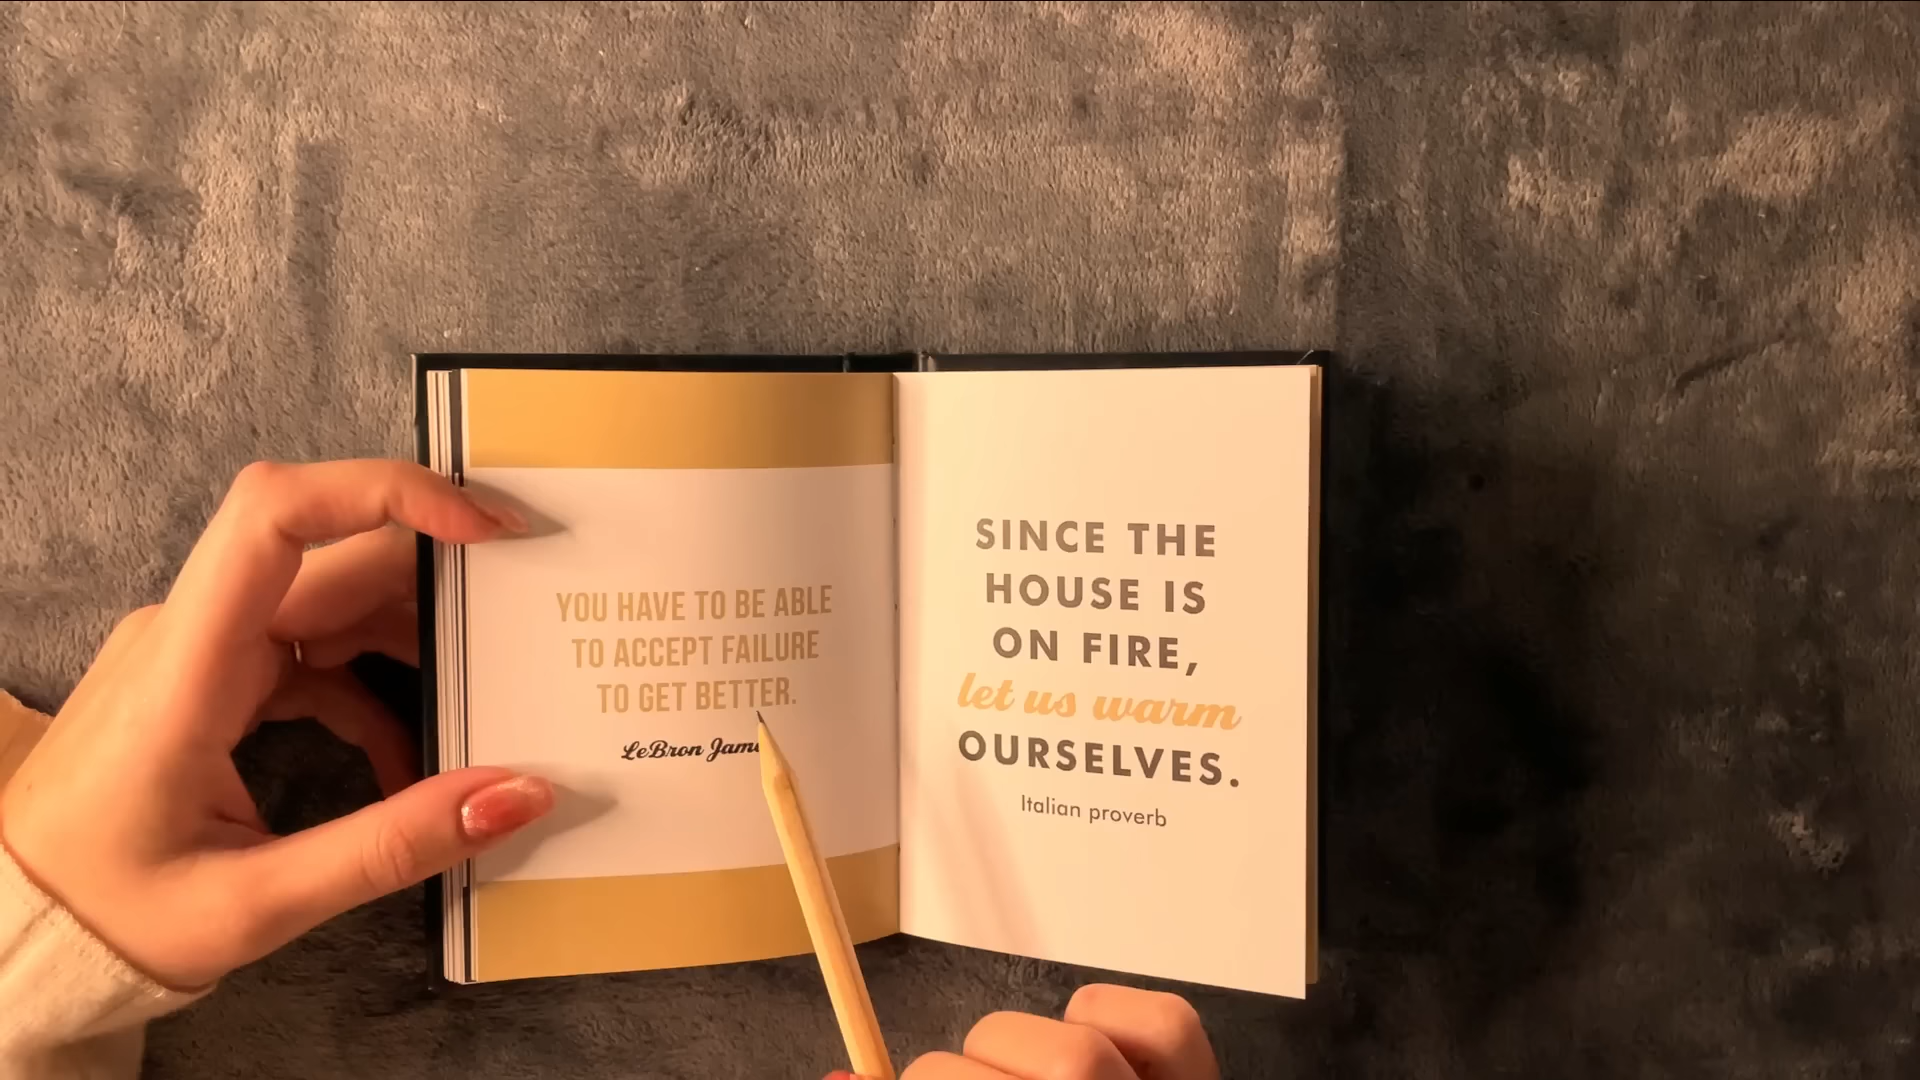 YOU HAVE TO BE ABLE
TO ACCEPT FAILURE
TO GET BETTER.
LeBron
SINCE THE
HOUSE IS
ON FIRE,
let us warm
OURSELVES.
Italian proverb